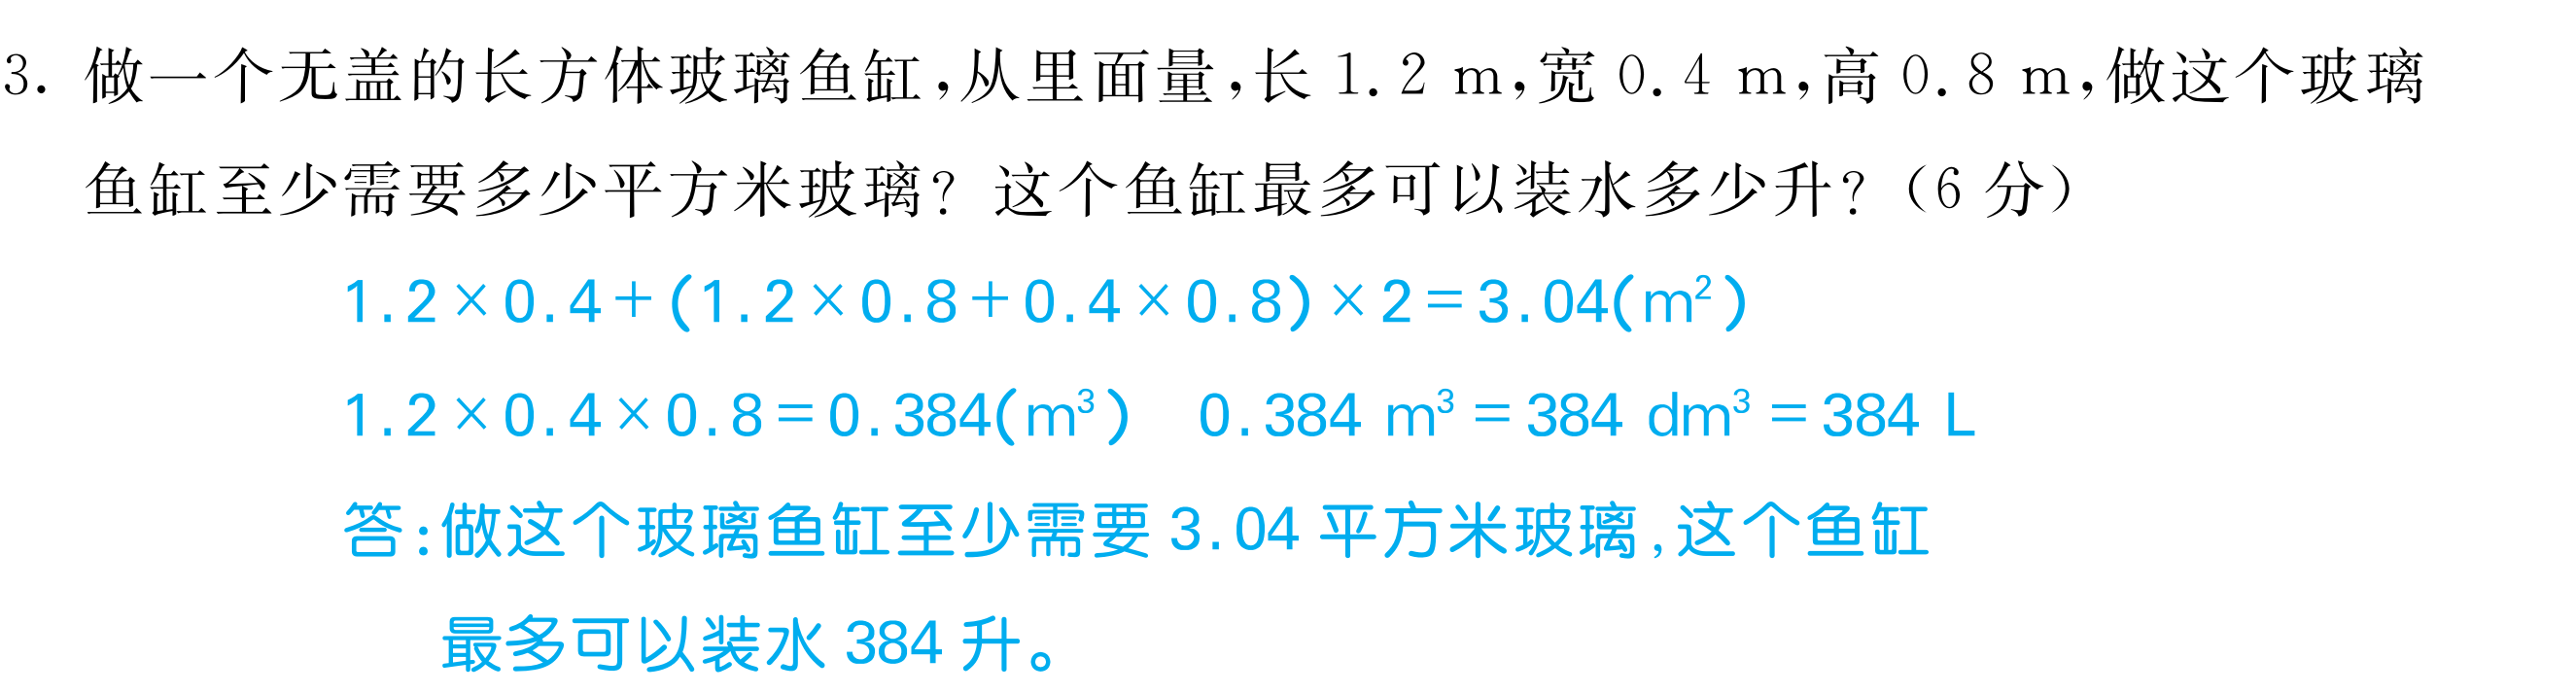 3. 做一个无盖的长方体玻璃鱼缸,从里面量,长 1.2 m,宽 0.4 m,高 0.8 m,做这个玻璃
鱼缸至少需要多少平方米玻璃? 这个鱼缸最多可以装水多少升?(6 分)
1.2×0.4+(1.2×0.8+0.4×0.8)×2=3.04(m²)
1.2×0.4×0.8=0.384(m³) 0.384 m³=384 dm³=384 L
答:做这个玻璃鱼缸至少需要 3.04 平方米玻璃,这个鱼缸
最多可以装水 384 升。